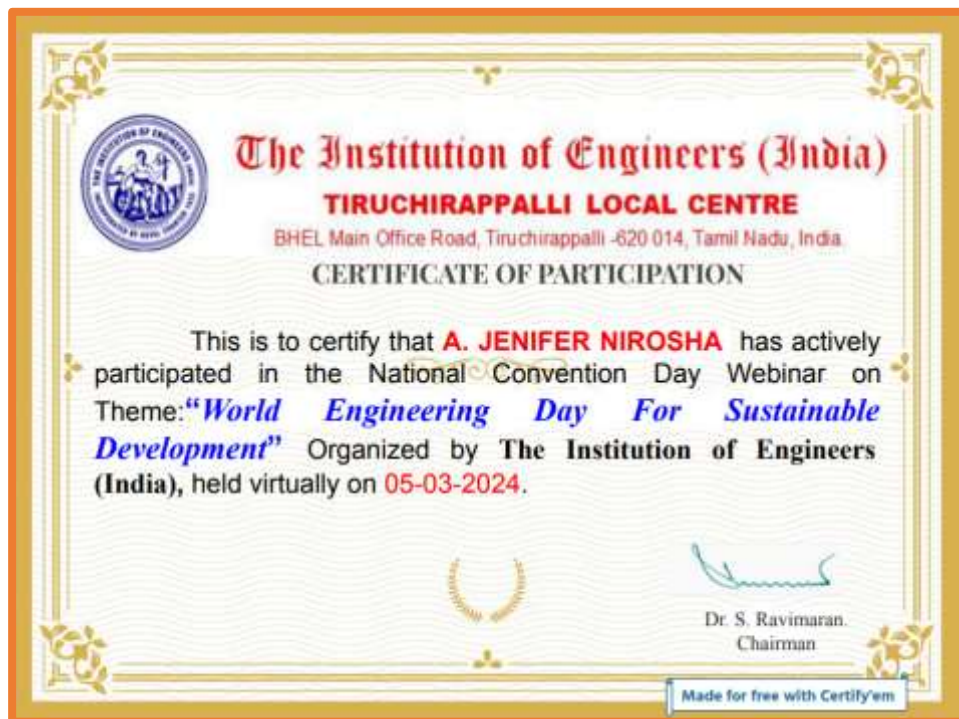 The Institution of Engineers (India)
TIRUCHIRAPPALLI LOCAL CENTRE
BHEL Main Office Road, Tiruchirappalli -620 014, Tamil Nadu, India.
CERTIFICATE OF PARTICIPATION
This is to certify that A. JENIFER NIROSHA has actively
participated in the National Convention Day Webinar on
Theme:“World Engineering Day For Sustainable
Development” Organized by The Institution of Engineers
(India), held virtually on 05-03-2024.
Dr. S. Ravimaran.
Chairman
Made for free with Certify'em